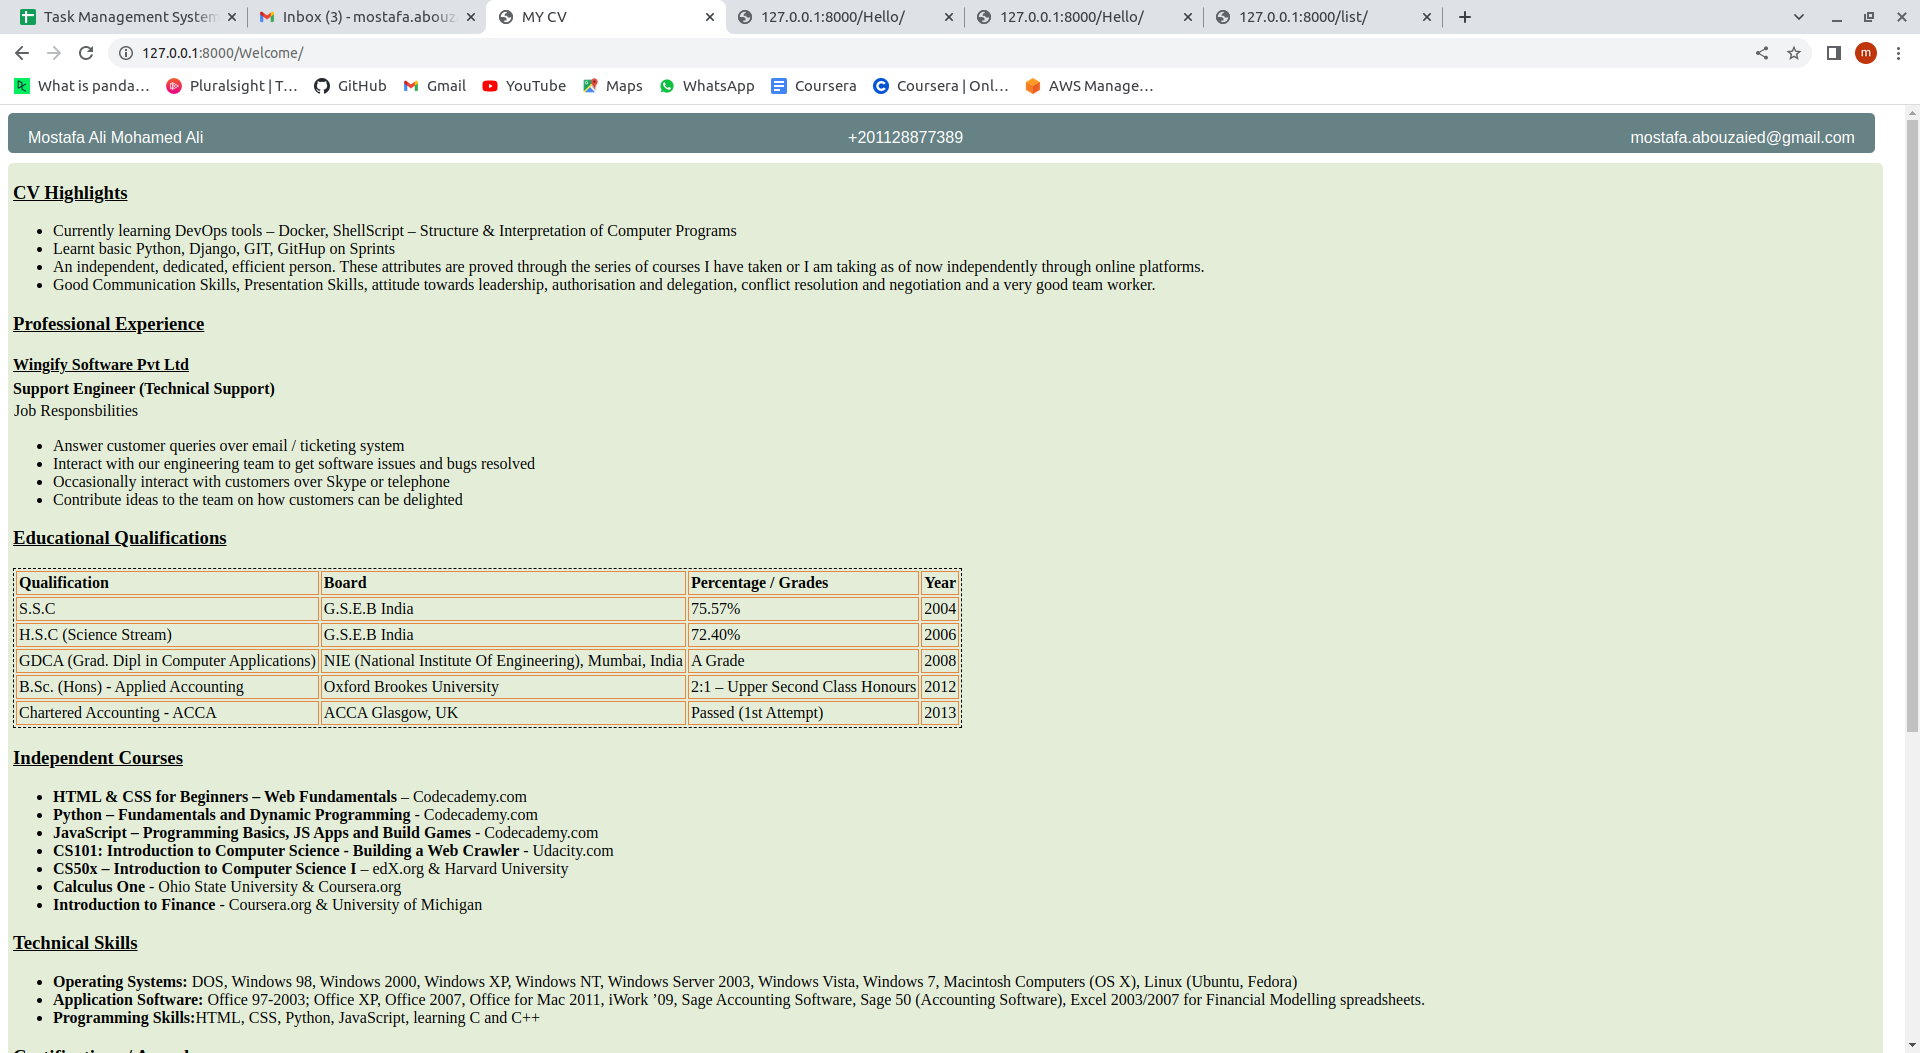 Task Management System
Inbox (3) - mostafa.abouz
MY CV
127.0.0.1:8000/Hello/
127.0.0.1:8000/Hello/
127.0.0.1:8000/list/
127.0.0.1:8000/Welcome/
m
What is panda…
Pluralsight | T…
GitHub
Gmail
YouTube
Maps
WhatsApp
Coursera
Coursera | Onl…
AWS Manage…
Mostafa Ali Mohamed Ali
+201128877389
mostafa.abouzaied@gmail.com
CV Highlights
• Currently learning DevOps tools – Docker, ShellScript – Structure & Interpretation of Computer Programs
• Learnt basic Python, Django, GIT, GitHup on Sprints
• An independent, dedicated, efficient person. These attributes are proved through the series of courses I have taken or I am taking as of now independently through online platforms.
• Good Communication Skills, Presentation Skills, attitude towards leadership, authorisation and delegation, conflict resolution and negotiation and a very good team worker.
Professional Experience
Wingify Software Pvt Ltd
Support Engineer (Technical Support)
Job Responsbilities
• Answer customer queries over email / ticketing system
• Interact with our engineering team to get software issues and bugs resolved
• Occasionally interact with customers over Skype or telephone
• Contribute ideas to the team on how customers can be delighted
Educational Qualifications
Qualification Board Percentage / Grades Year
S.S.C G.S.E.B India 75.57% 2004
H.S.C (Science Stream) G.S.E.B India 72.40% 2006
GDCA (Grad. Dipl in Computer Applications) NIE (National Institute Of Engineering), Mumbai, India A Grade 2008
B.Sc. (Hons) - Applied Accounting Oxford Brookes University 2:1 – Upper Second Class Honours 2012
Chartered Accounting - ACCA ACCA Glasgow, UK Passed (1st Attempt) 2013
Independent Courses
• HTML & CSS for Beginners – Web Fundamentals – Codecademy.com
• Python – Fundamentals and Dynamic Programming - Codecademy.com
• JavaScript – Programming Basics, JS Apps and Build Games - Codecademy.com
• CS101: Introduction to Computer Science - Building a Web Crawler - Udacity.com
• CS50x – Introduction to Computer Science I – edX.org & Harvard University
• Calculus One - Ohio State University & Coursera.org
• Introduction to Finance - Coursera.org & University of Michigan
Technical Skills
• Operating Systems: DOS, Windows 98, Windows 2000, Windows XP, Windows NT, Windows Server 2003, Windows Vista, Windows 7, Macintosh Computers (OS X), Linux (Ubuntu, Fedora)
• Application Software: Office 97-2003; Office XP, Office 2007, Office for Mac 2011, iWork ’09, Sage Accounting Software, Sage 50 (Accounting Software), Excel 2003/2007 for Financial Modelling spreadsheets.
• Programming Skills:HTML, CSS, Python, JavaScript, learning C and C++